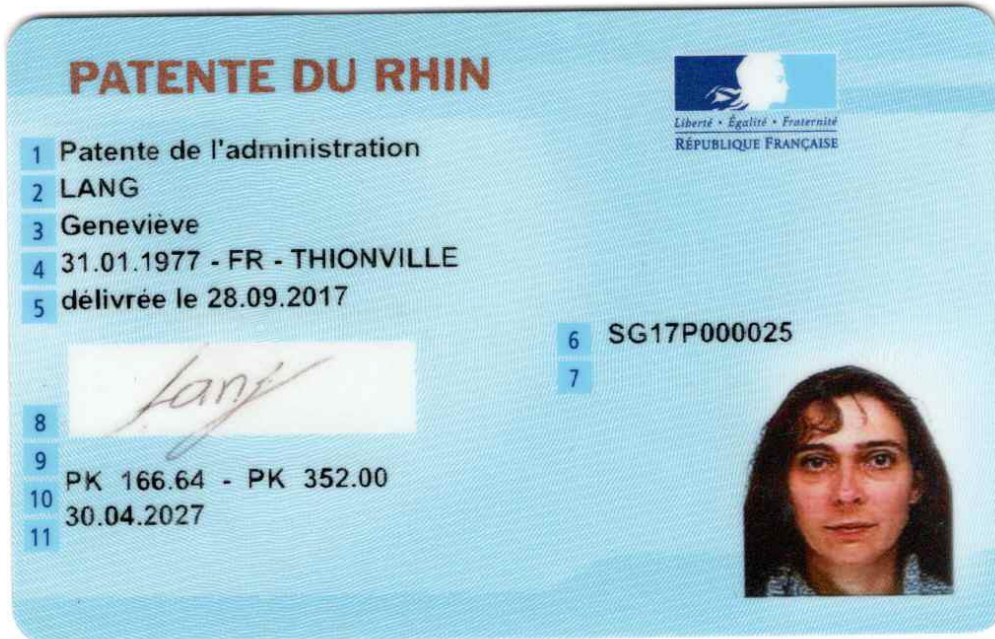 PATENTE DU RHIN
Liberté • Égalité • Fraternité
RÉPUBLIQUE FRANÇAISE
1 Patente de l'administration
2 LANG
3 Geneviève
4 31.01.1977 - FR - THIONVILLE
5 délivrée le 28.09.2017
6 SG17P000025
7
Lang
8
9
10 PK 166.64 - PK 352.00
11 30.04.2027